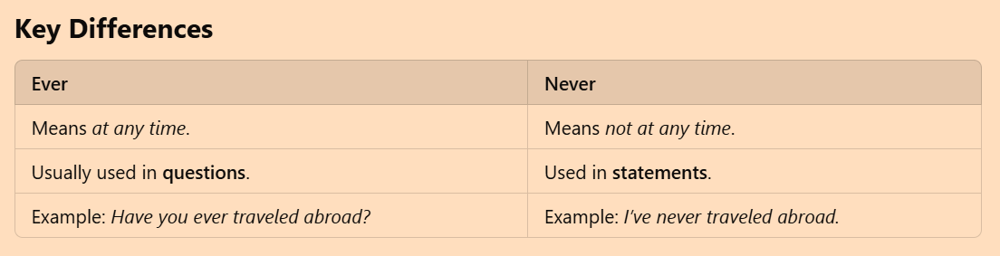 Key Differences
Ever
Never
Means at any time.
Means not at any time.
Usually used in questions.
Used in statements.
Example: Have you ever traveled abroad?
Example: I’ve never traveled abroad.